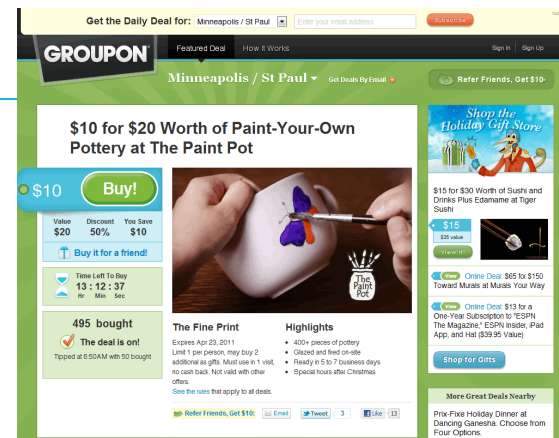 Get the Daily Deal for: Minneapolis / St Paul Enter your email address Subscribe
GROUPON
Featured Deal How It Works Sign In Sign Up
Minneapolis / St Paul Get Deals By Email Refer Friends, Get $10
$10 for $20 Worth of Paint-Your-Own
Pottery at The Paint Pot
$10 Buy!
Value Discount You Save
$20 50% $10
Buy it for a friend!
Time Left To Buy
13 : 12 : 37
Hr Min Sec
495 bought
The deal is on!
Tipped at 6:50AM with 50 bought
The
Paint
Pot
The Fine Print
Expires Apr 23, 2011
Limit 1 per person, may buy 2
additional as gifts. Must use in 1 visit,
no cash back. Not valid with other
offers.
See the rules that apply to all deals.
Highlights
• 400+ pieces of pottery
• Glazed and fired on-site
• Ready in 5 to 7 business days
• Special hours after Christmas
Refer Friends, Get $10: Email Tweet 3 Like 13
Shop the
Holiday Gift Store
$15 for $30 Worth of Sushi and
Drinks Plus Edamame at Tiger
Sushi
$15
$35 value
View it!
View Online Deal: $65 for $150
Toward Murals at Murals Your Way
View Online Deal: $13 for a
One-Year Subscription to "ESPN
The Magazine," ESPN Insider, iPad
App, and Hat ($39.95 Value)
Shop for Gifts
More Great Deals Nearby
Prix-Fixe Holiday Dinner at
Dancing Ganesha. Choose from
Four Options.